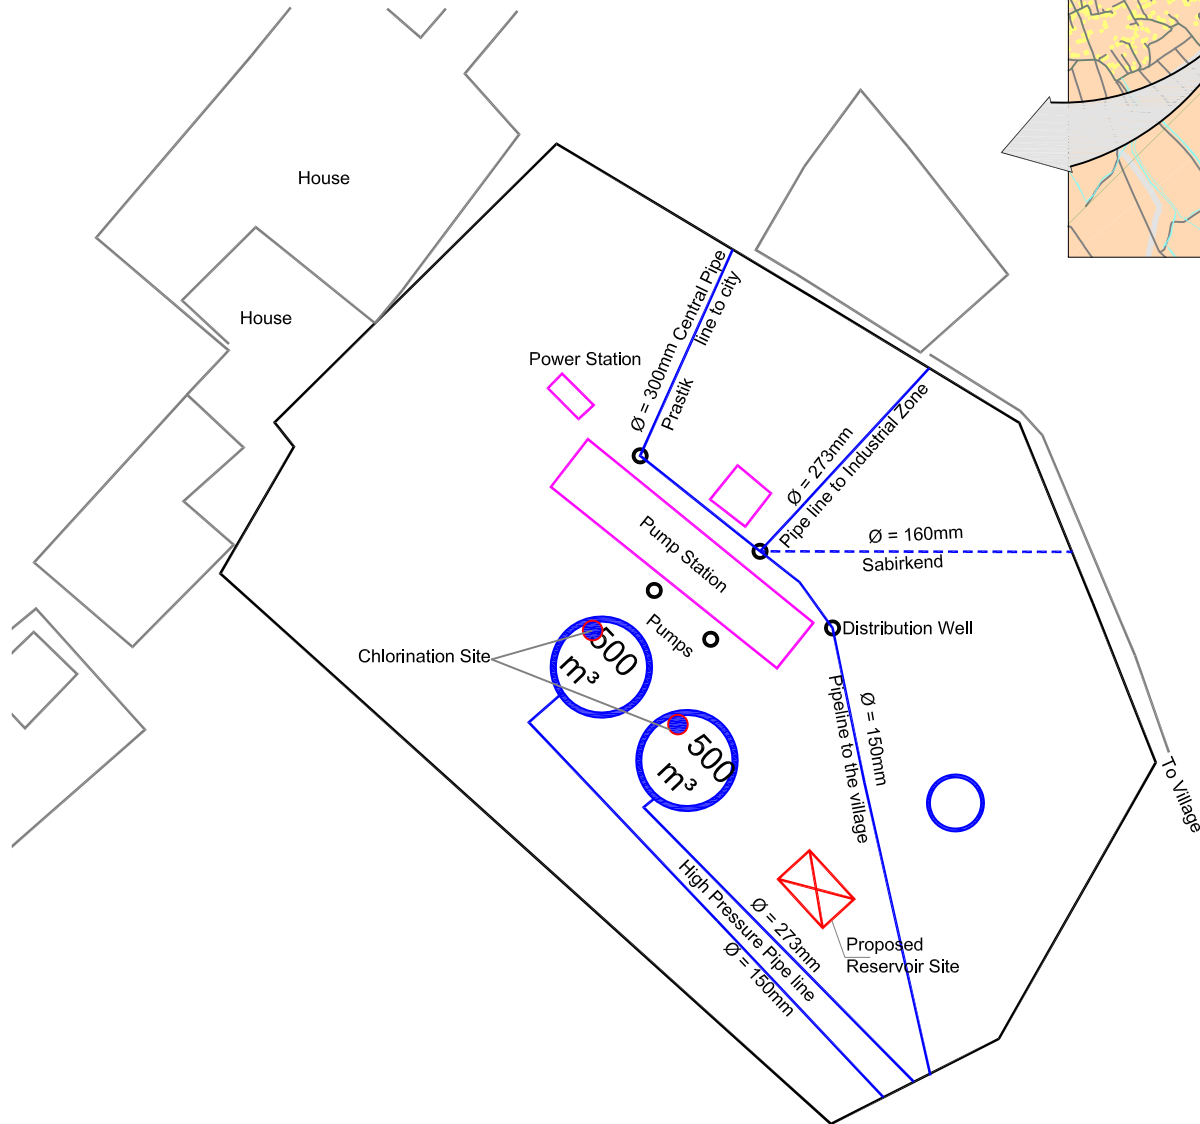 House
House
Power Station
Ø = 300mm Central Pipe
line to city
Prastik
Ø = 273mm
Pipe line to Industrial Zone
Ø = 160mm
Sabirkend
Pump Station
Pumps
Distribution Well
Chlorination Site
500
m³
500
m³
Ø = 150mm
Pipeline to the village
To Village
High Pressure Pipe line
Ø = 273mm
Ø = 150mm
Proposed
Reservoir Site